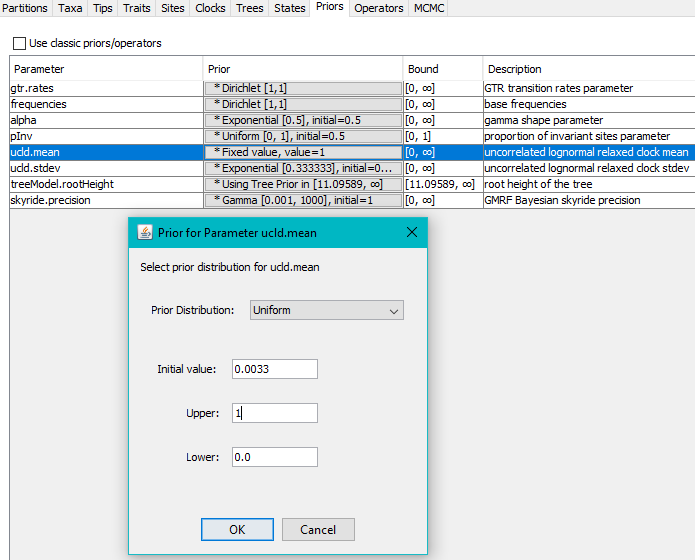 Partitions Taxa Tips Traits Sites Clocks Trees States Priors Operators MCMC
Use classic priors/operators
Parameter Prior Bound Description
gtr.rates * Dirichlet [1,1] [0, ∞] GTR transition rates parameter
frequencies * Dirichlet [1,1] [0, ∞] base frequencies
alpha * Exponential [0.5], initial=0.5 [0, ∞] gamma shape parameter
pInv * Uniform [0, 1], initial=0.5 [0, 1] proportion of invariant sites parameter
ucld.mean * Fixed value, value=1 [0, ∞] uncorrelated lognormal relaxed clock mean
ucld.stdev * Exponential [0.333333], initial=0... [0, ∞] uncorrelated lognormal relaxed clock stdev
treeModel.rootHeight * Using Tree Prior in [11.09589, ∞] [11.09589, ∞] root height of the tree
skyride.precision * Gamma [0.001, 1000], initial=1 [0, ∞] GMRF Bayesian skyride precision
Prior for Parameter ucld.mean
Select prior distribution for ucld.mean
Prior Distribution: Uniform
Initial value: 0.0033
Upper: 1
Lower: 0.0
OK Cancel